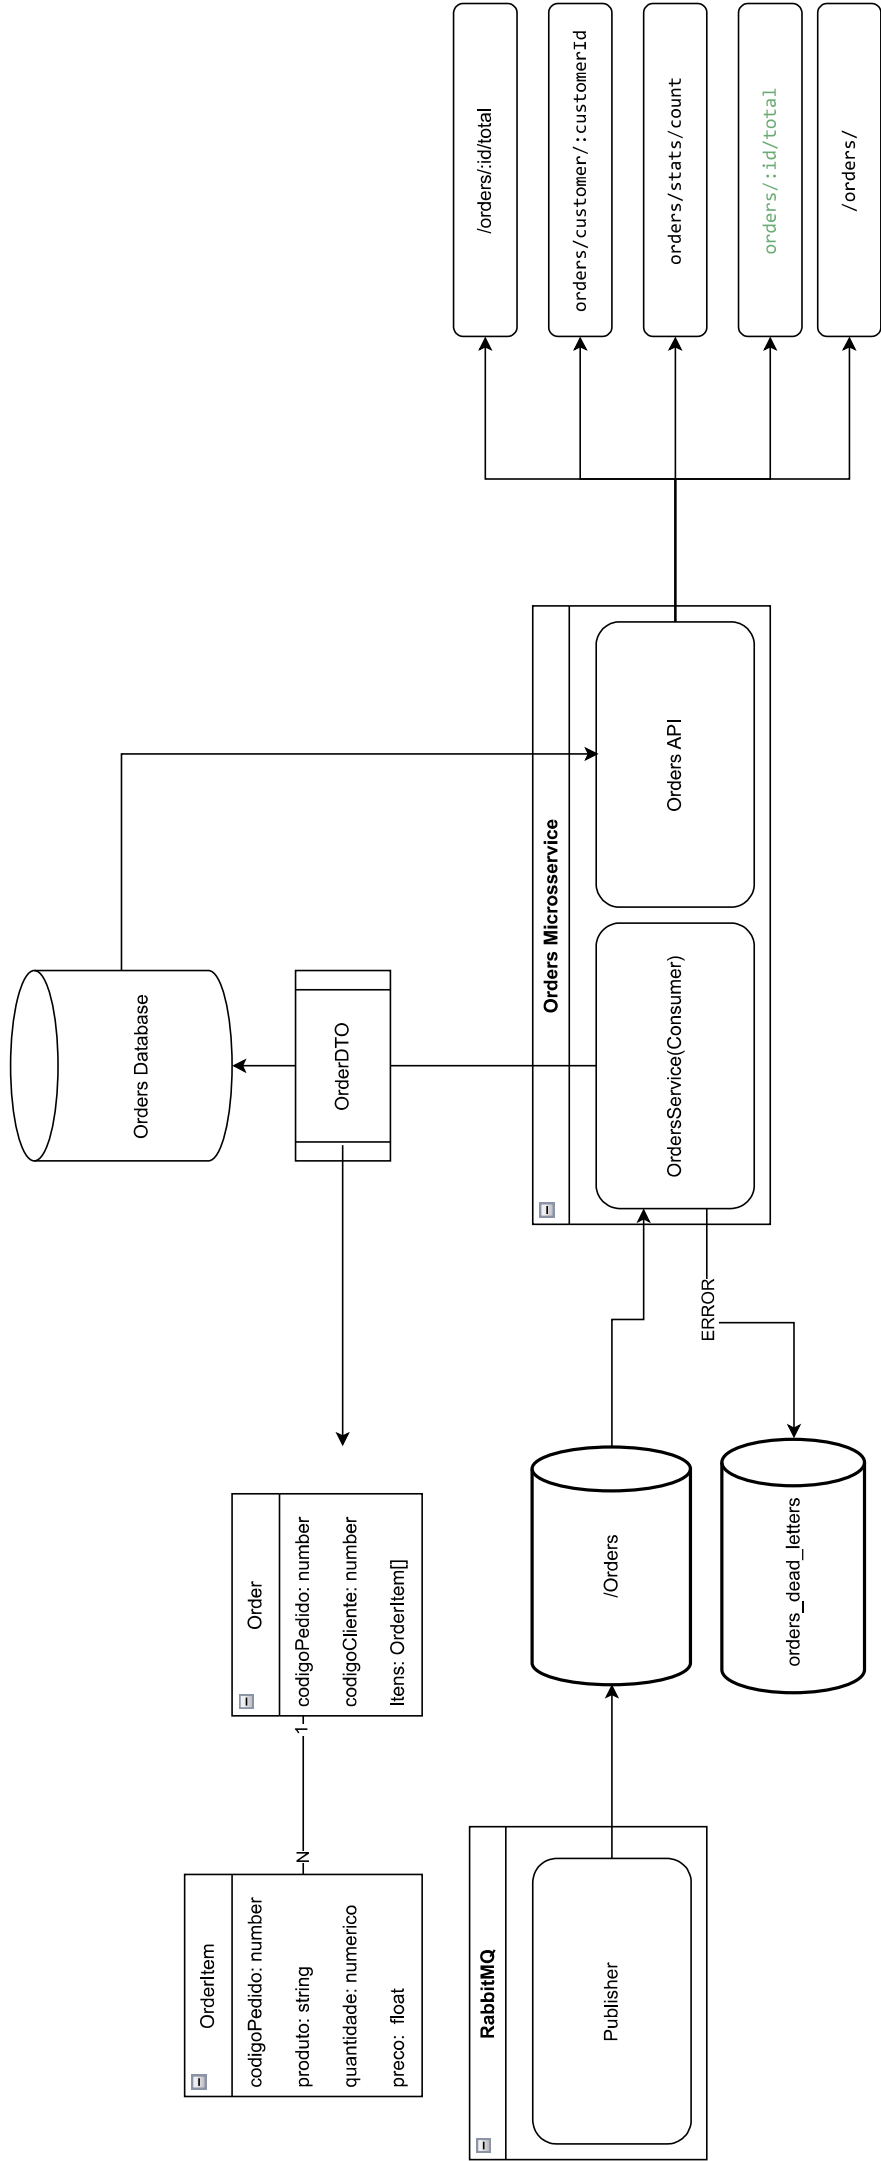 OrderItem
codigoPedido: number
produto: string
quantidade: numerico
preco: float
N
1
Order
codigoPedido: number
codigoCliente: number
Itens: OrderItem[]
Orders Database
OrderDTO
RabbitMQ
Publisher
/Orders
orders_dead_letters
ERROR
Orders Microsservice
OrdersService(Consumer)
Orders API
/orders/:id/total
orders/customer/:customerId
orders/stats/count
orders/:id/total
/orders/